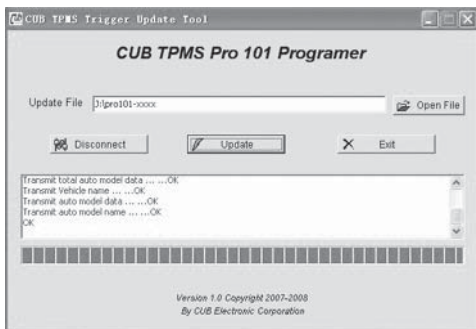 CUB TPMS Trigger Update Tool
CUB TPMS Pro 101 Programer
Update File J:\pro101-xxxx Open File
Disconnect Update Exit
Transmit total auto model data ... ...OK
Transmit Vehicle name ... ...OK
Transmit auto model data ... ...OK
Transmit auto model name ... ...OK
OK
Version 1.0 Copyright 2007-2008
By CUB Electronic Corporation